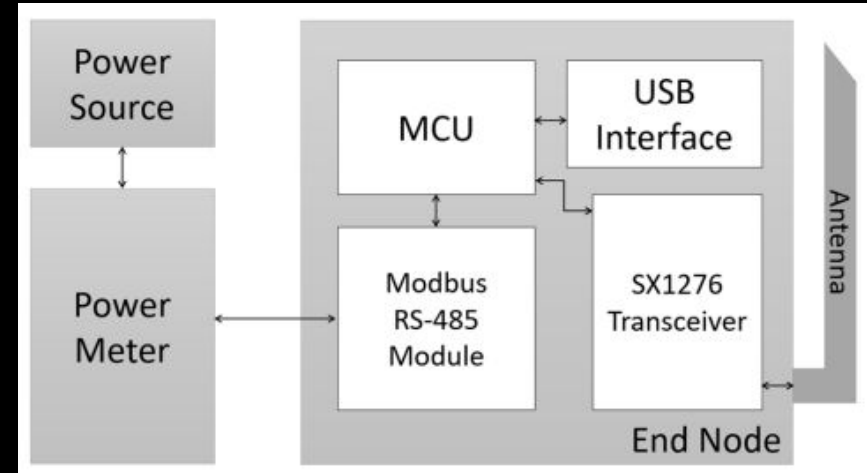 Power
Source
Power
Meter
MCU
USB
Interface
Modbus
RS-485
Module
SX1276
Transceiver
End Node
Antenna